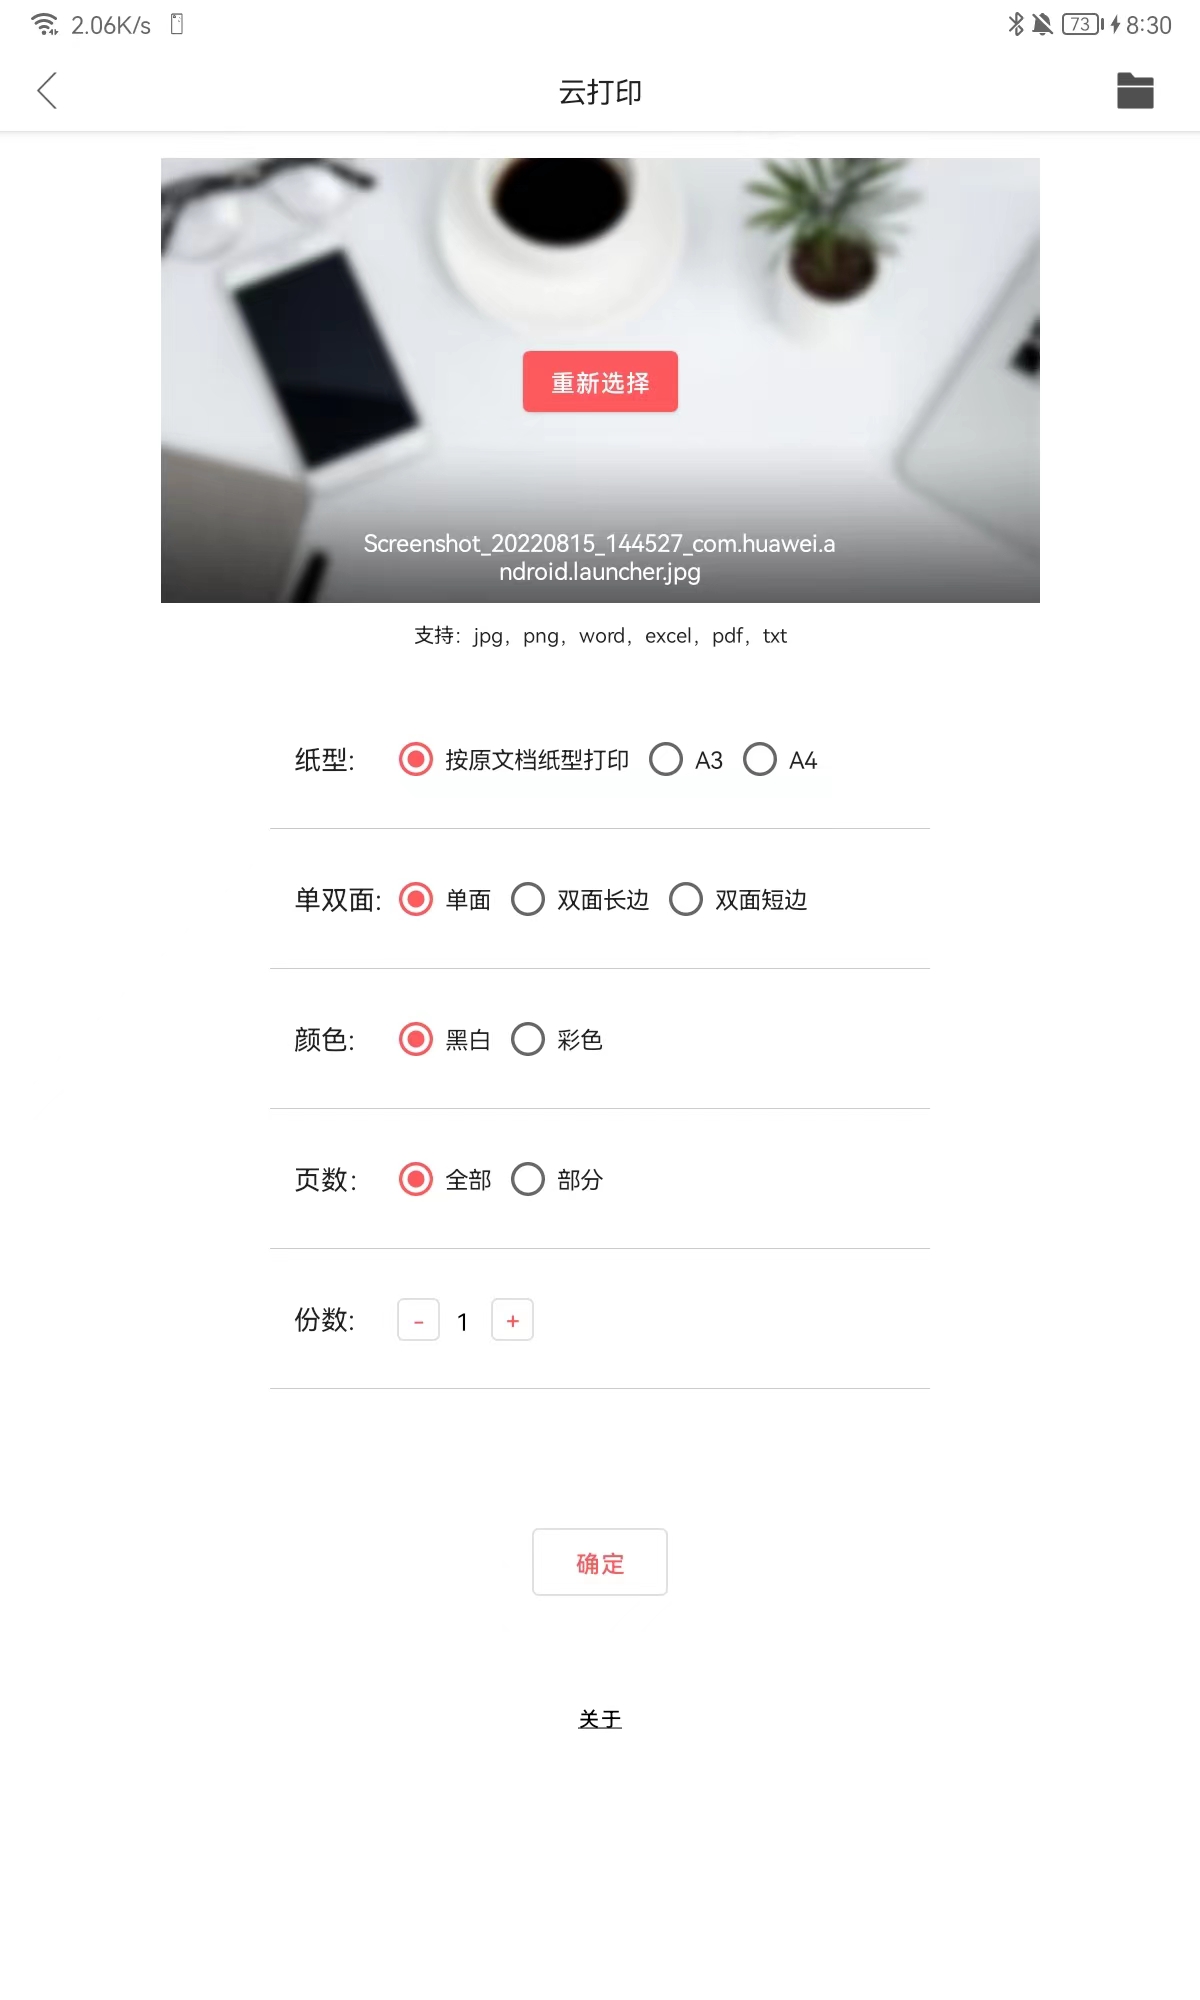 2.06K/s 73 8:30
云打印
重新选择
Screenshot_20220815_144527_com.huawei.a
ndroid.launcher.jpg
支持：jpg，png，word，excel，pdf，txt
纸型: 按原文档纸型打印 A3 A4
单双面: 单面 双面长边 双面短边
颜色: 黑白 彩色
页数： 全部 部分
份数: - 1 +
确定
关于